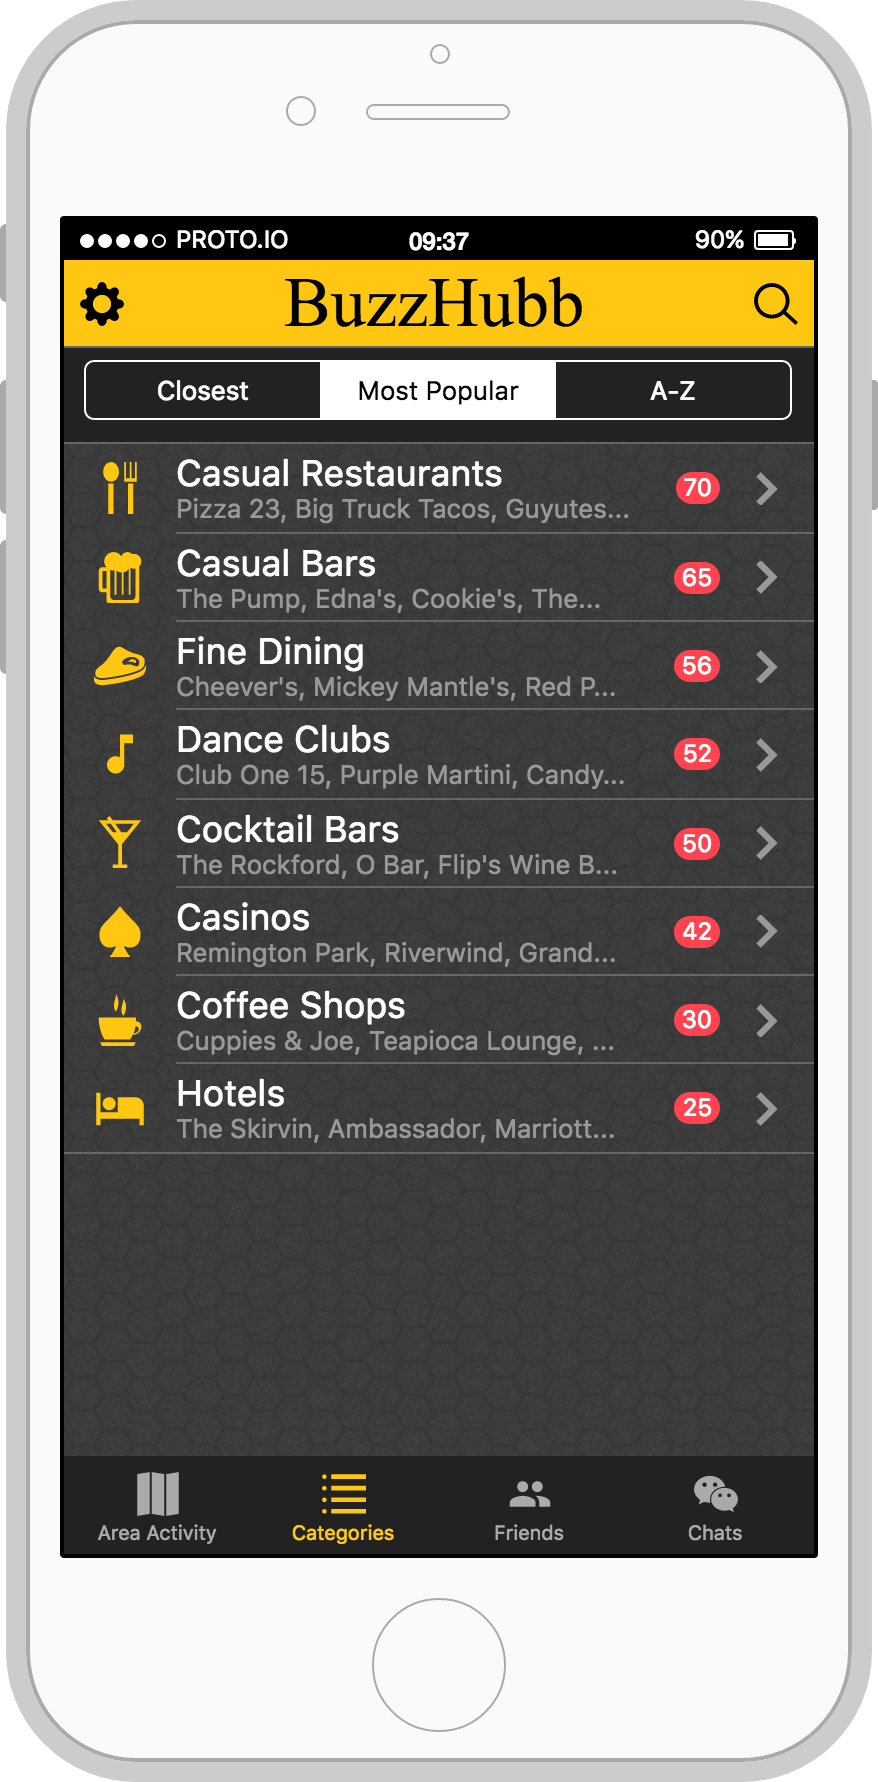 PROTO.IO 09:37 90%
BuzzHubb
Closest Most Popular A-Z
Casual Restaurants
Pizza 23, Big Truck Tacos, Guyutes...
70
Casual Bars
The Pump, Edna's, Cookie's, The...
65
Fine Dining
Cheever's, Mickey Mantle's, Red P...
56
Dance Clubs
Club One 15, Purple Martini, Candy...
52
Cocktail Bars
The Rockford, O Bar, Flip's Wine B...
50
Casinos
Remington Park, Riverwind, Grand...
42
Coffee Shops
Cuppies & Joe, Teapioca Lounge, ...
30
Hotels
The Skirvin, Ambassador, Marriott...
25
Area Activity Categories Friends Chats